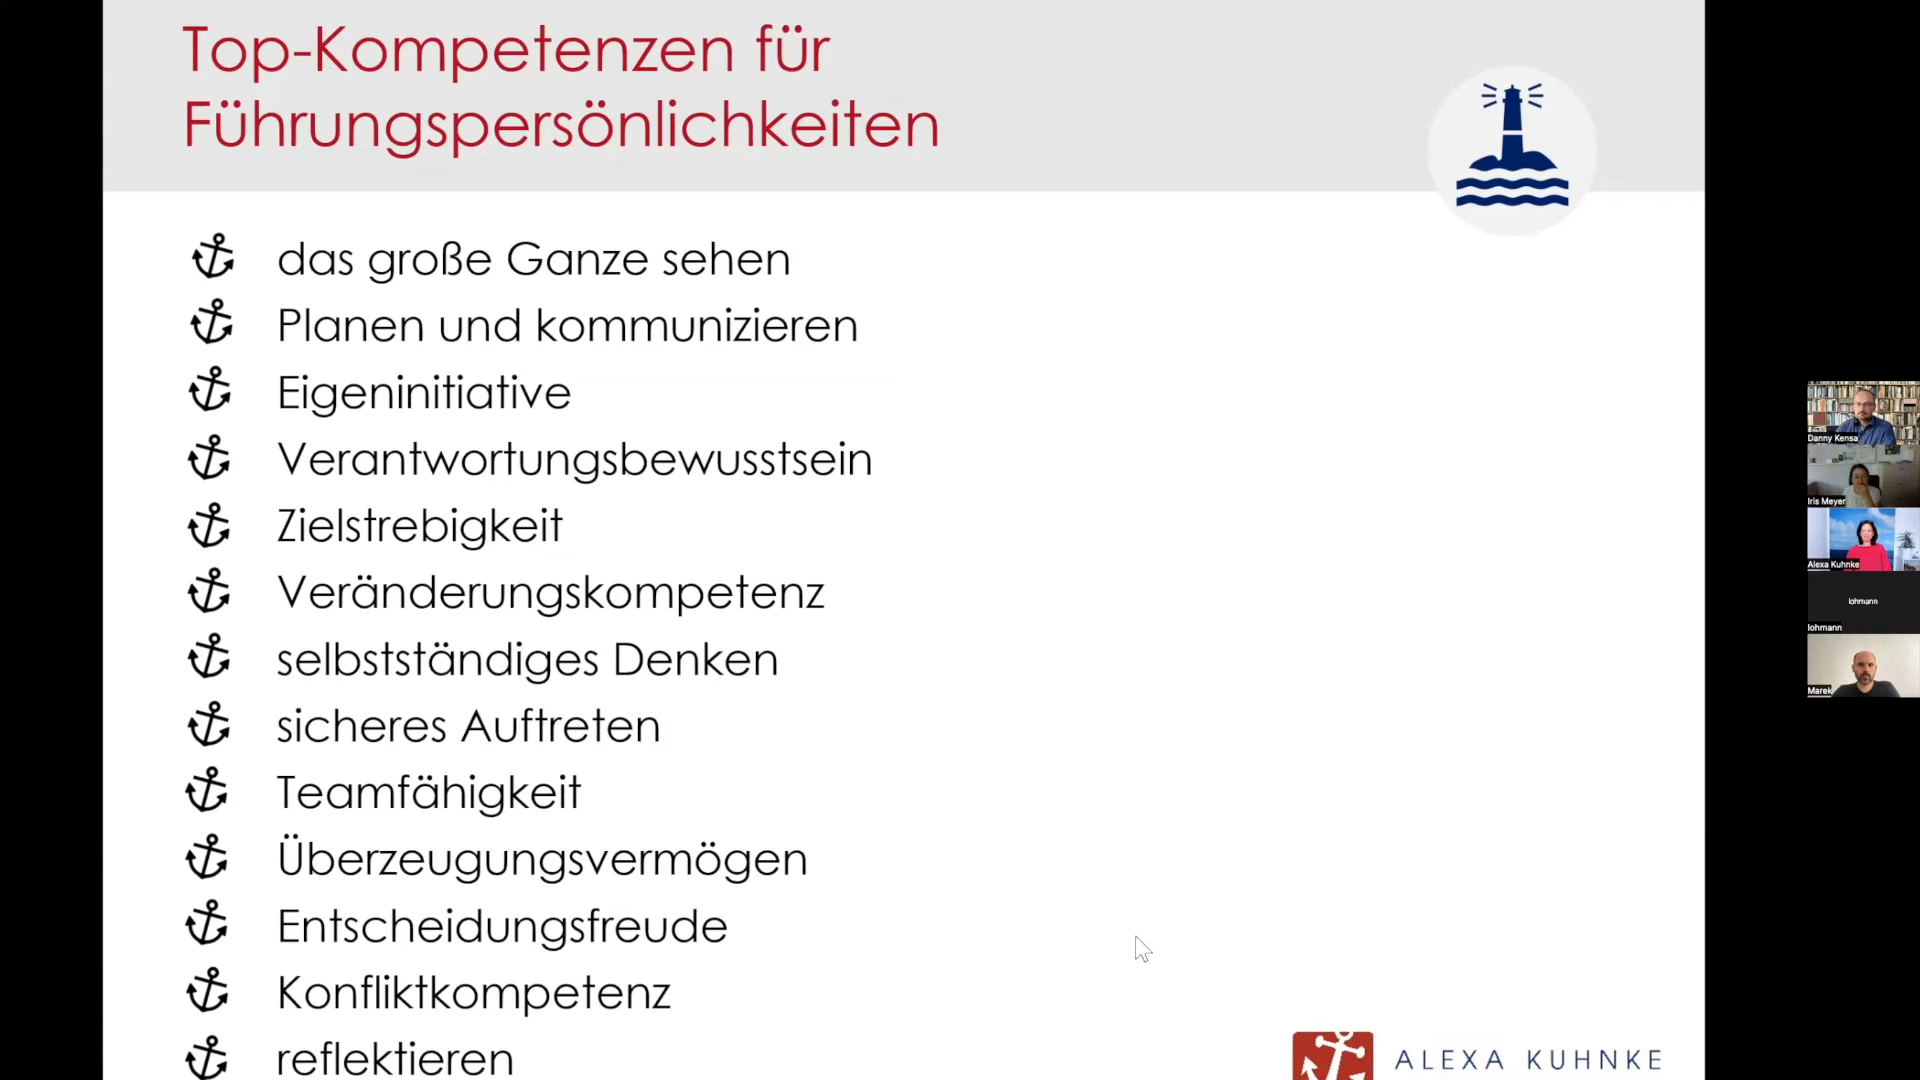 Top-Kompetenzen für
Führungspersönlichkeiten
das große Ganze sehen
Planen und kommunizieren
Eigeninitiative
Verantwortungsbewusstsein
Zielstrebigkeit
Veränderungskompetenz
selbstständiges Denken
sicheres Auftreten
Teamfähigkeit
Überzeugungsvermögen
Entscheidungsfreude
Konfliktkompetenz
reflektieren
ALEXA KUHNKE
Danny Kensa
Iris Meyer
Alexa Kuhnke
lohmann
lohmann
Marek